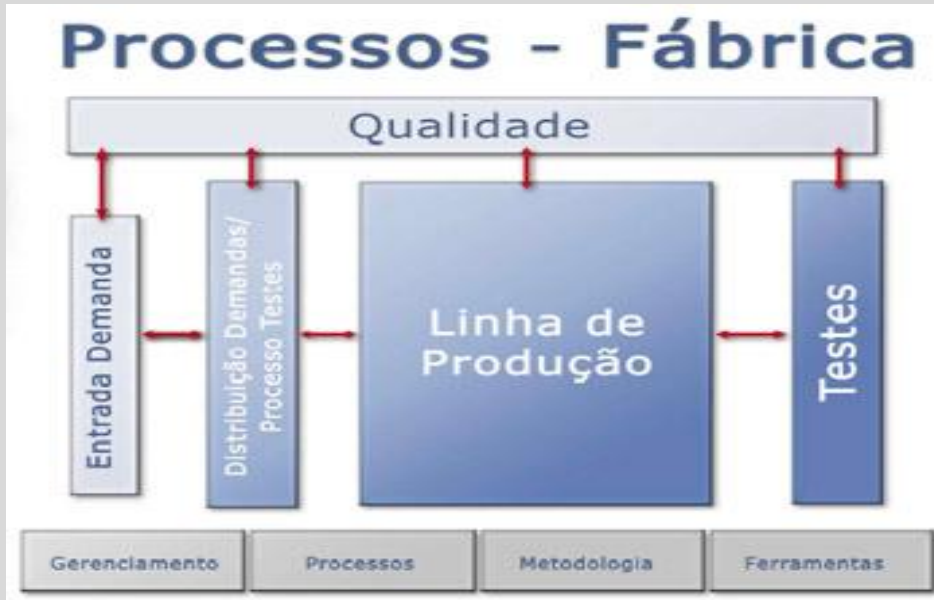 Processos - Fábrica
Qualidade
Entrada Demanda
Distribuição Demandas/
Processo Testes
Linha de
Produção
Testes
Gerenciamento
Processos
Metodologia
Ferramentas